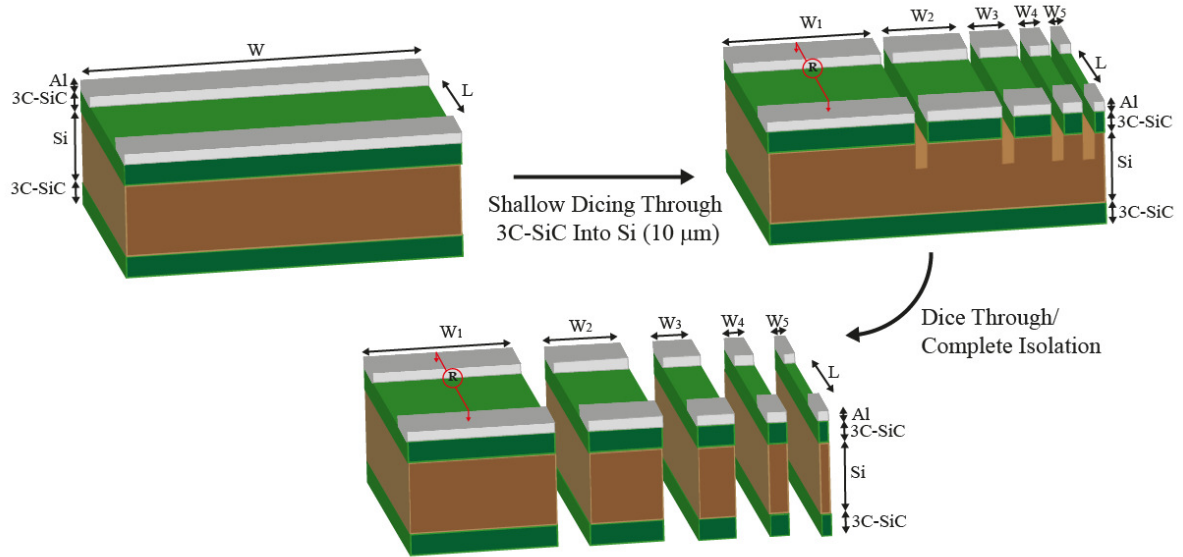 W
Al
3C-SiC
Si
3C-SiC
L
Shallow Dicing Through
3C-SiC Into Si (10 μm)
W1
W2
W3
W4
W5
R
L
Al
3C-SiC
Si
3C-SiC
Dice Through/
Complete Isolation
W1
W2
W3
W4
W5
R
L
Al
3C-SiC
Si
3C-SiC